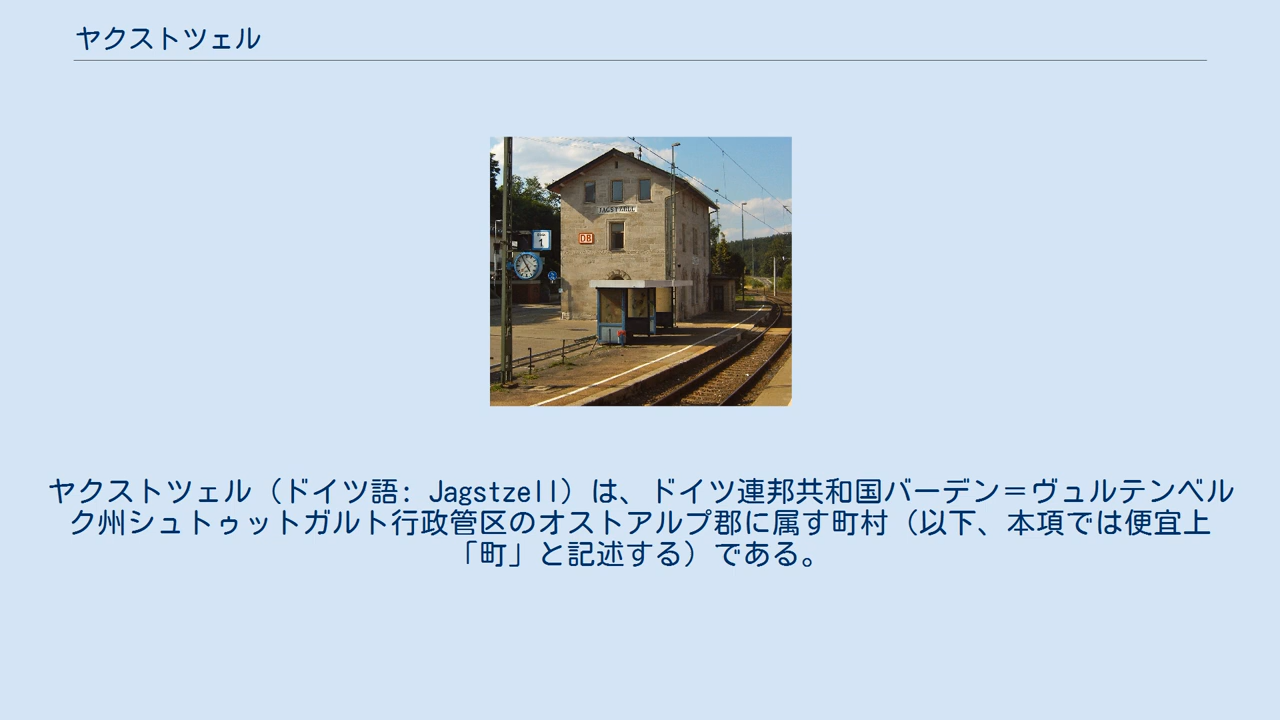 ヤクストツェル
JAGSTZELL
DB
1
ヤクストツェル（ドイツ語: Jagstzell）は、ドイツ連邦共和国バーデン＝ヴュルテンベル
ク州シュトゥットガルト行政管区のオストアルプ郡に属す町村（以下、本項では便宜上
「町」と記述する）である。